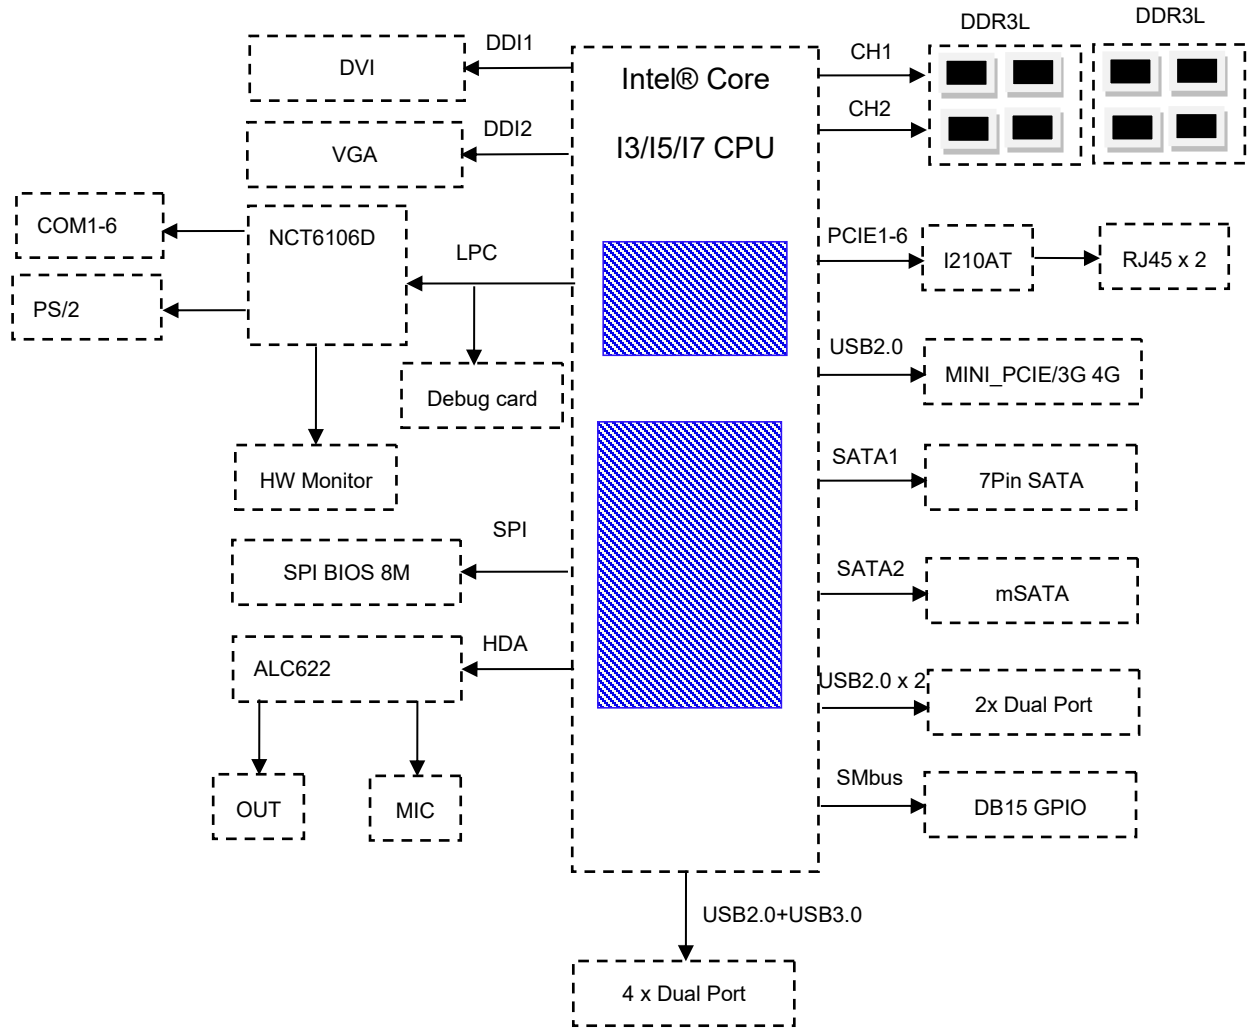 DDR3L
DDR3L
DDI1
DVI
Intel® Core
CH1
CH2
DDI2
VGA
I3/I5/I7 CPU
COM1-6
NCT6106D
LPC
PCIE1-6
I210AT
RJ45 x 2
PS/2
USB2.0
MINI_PCIE/3G 4G
Debug card
HW Monitor
SATA1
7Pin SATA
SPI
SPI BIOS 8M
SATA2
mSATA
HDA
ALC622
USB2.0 x 2
2x Dual Port
OUT
MIC
SMbus
DB15 GPIO
USB2.0+USB3.0
4 x Dual Port